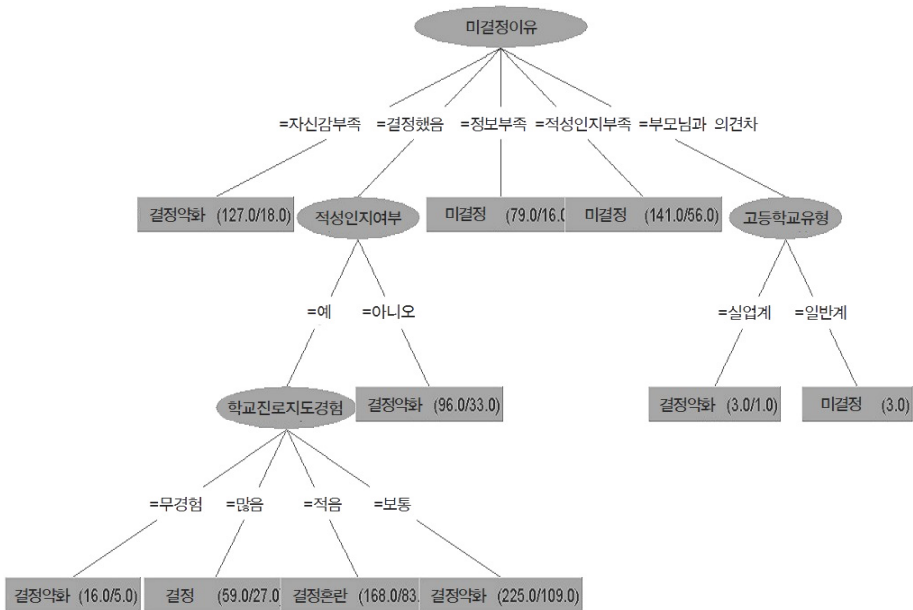 미결정이유
=자신감부족 =결정했음 =정보부족 =적성인지부족 =부모님과 의견차
결정약화 (127.0/18.0) 적성인지여부 미결정 (79.0/16.0 미결정 (141.0/56.0) 고등학교유형
=예 =아니오 =실업계 =일반계
학교진로지도경험 결정약화 (96.0/33.0) 결정약화 (3.0/1.0) 미결정 (3.0)
=무경험 =많음 =적음 =보통
결정약화 (16.0/5.0) 결정 (59.0/27.0 결정혼란 (168.0/83. 결정약화 (225.0/109.0)